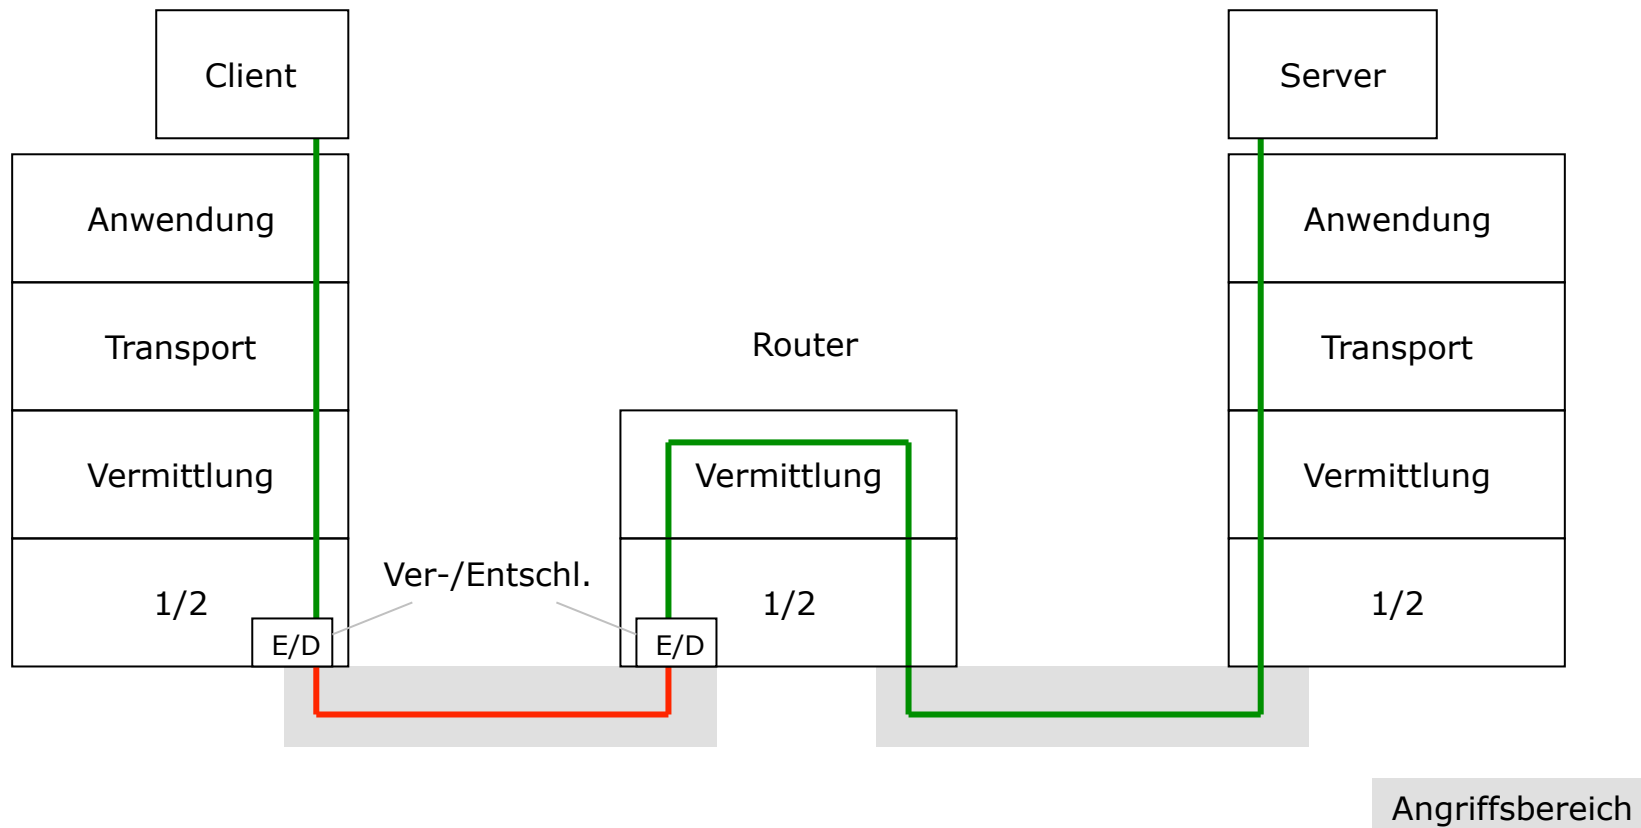 Client
Server
Anwendung
Anwendung
Transport
Router
Transport
Vermittlung
Vermittlung
Vermittlung
Ver-/Entschl.
1/2
1/2
1/2
E/D
E/D
Angriffsbereich